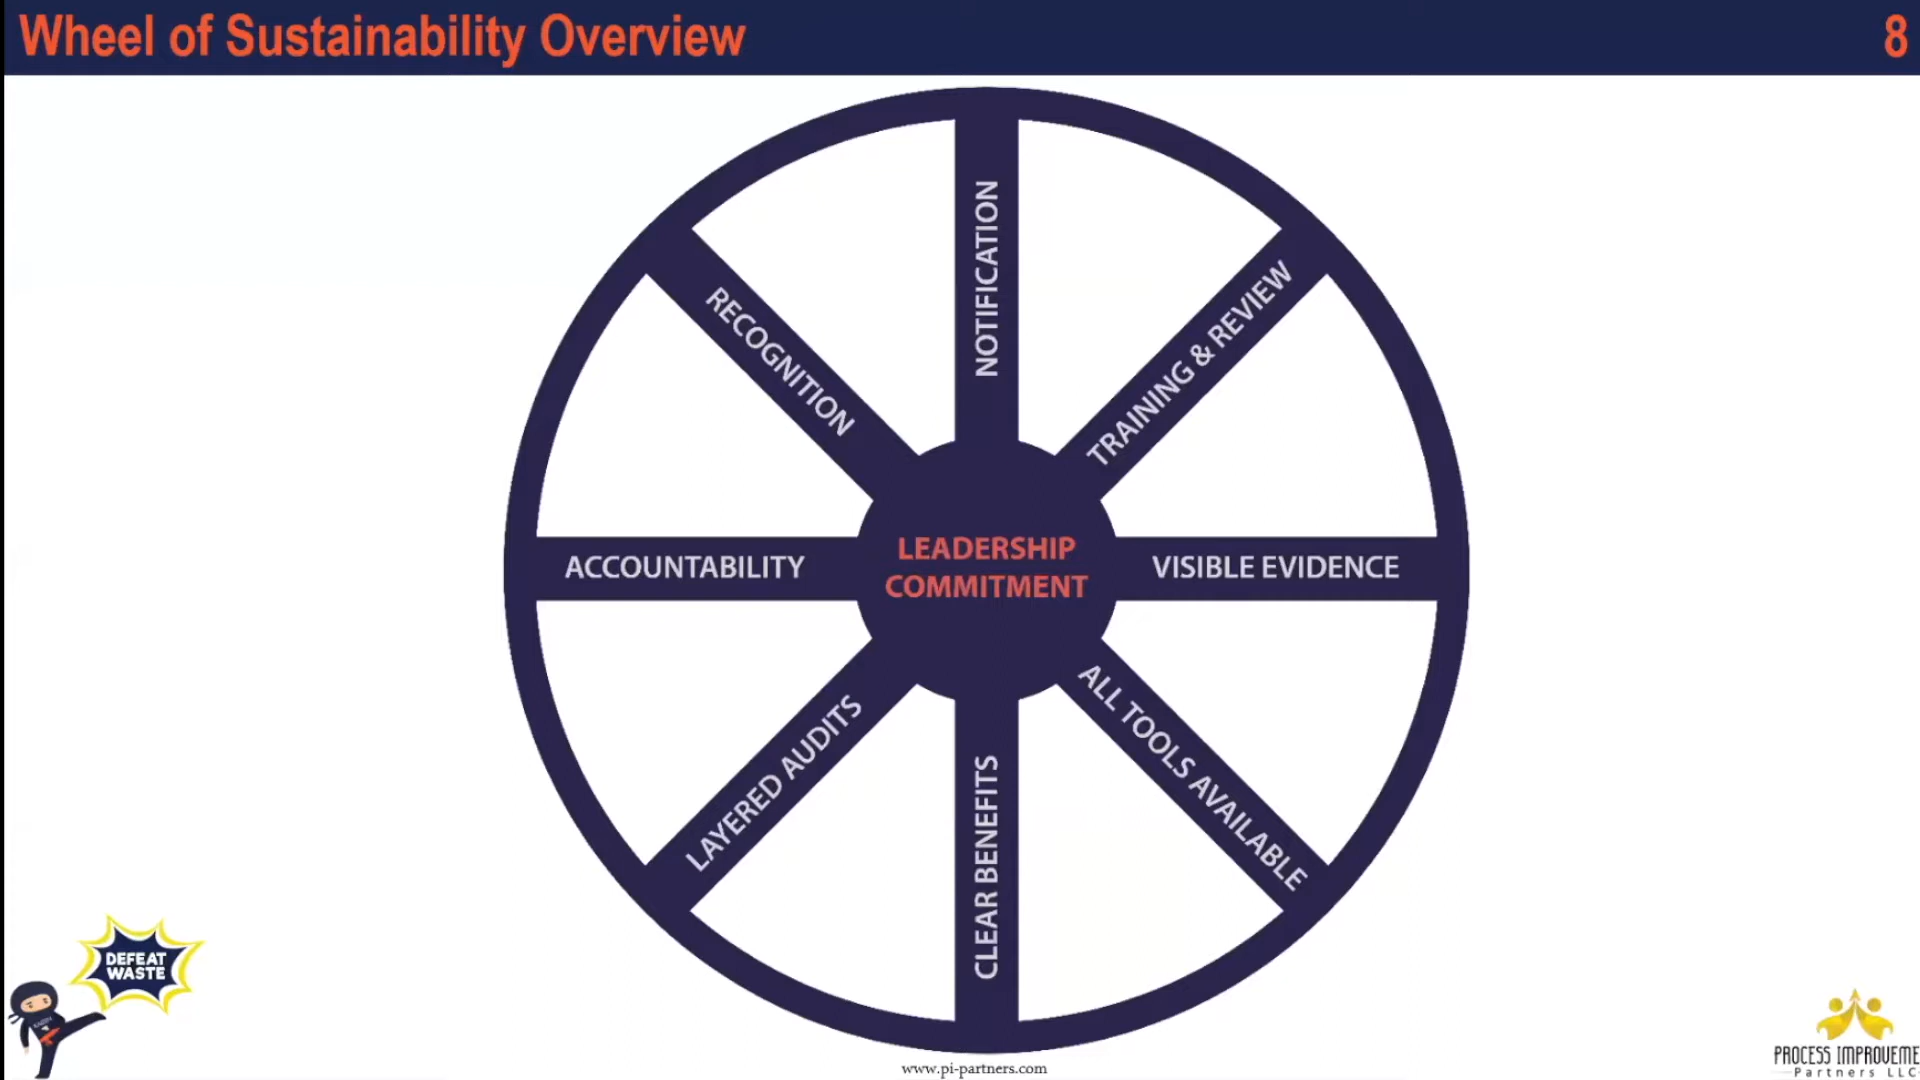 Wheel of Sustainability Overview
8
NOTIFICATION
TRAINING & REVIEW
VISIBLE EVIDENCE
ALL TOOLS AVAILABLE
CLEAR BENEFITS
LAYERED AUDITS
ACCOUNTABILITY
RECOGNITION
LEADERSHIP
COMMITMENT
DEFEAT
WASTE
www.pi-partners.com
PROCESS IMPROVEME
Partners LLC